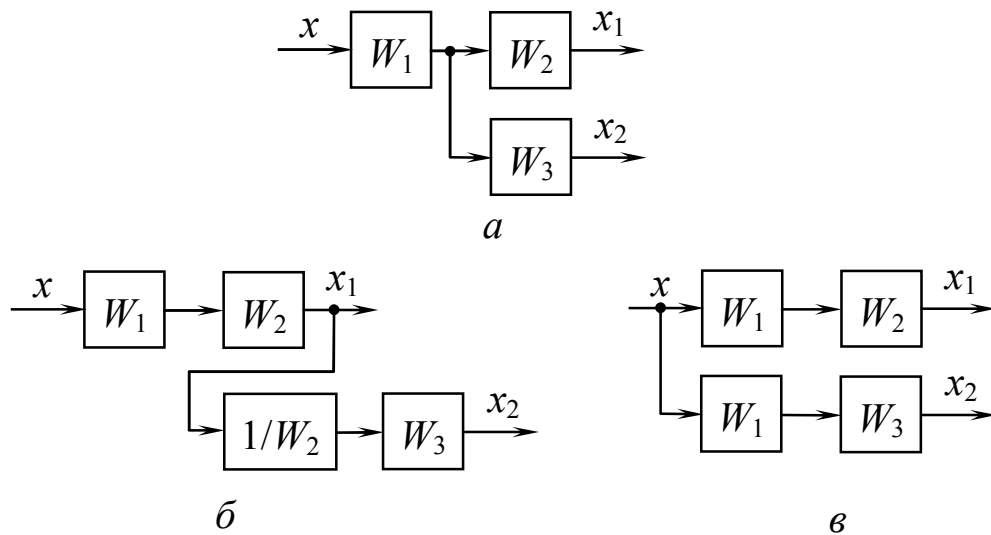 x W₁ W₂ x₁
W₃ x₂
а
x W₁ W₂ x₁
1/W₂ W₃ x₂
б
x W₁ W₂ x₁
W₁ W₃ x₂
в